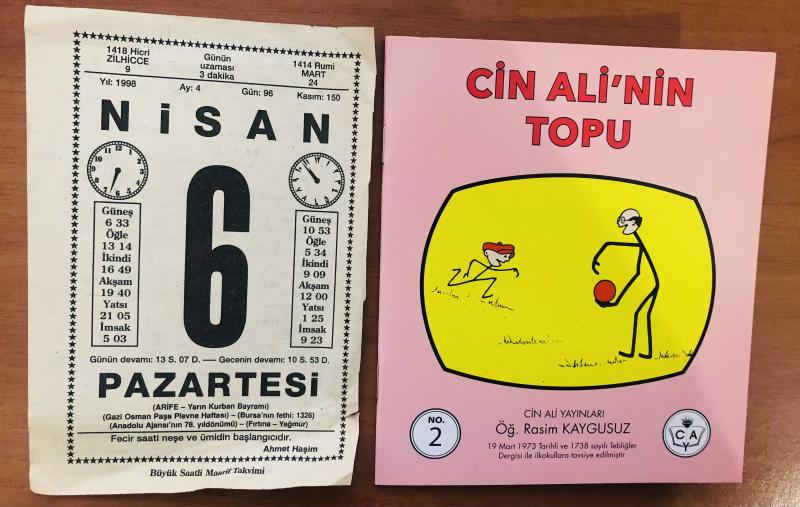 1418 Hicri
ZİLHİCCE
9
Günün
uzaması
3 dakika
1414 Rumi
MART
24
Yıl: 1998
Ay: 4
Gün: 96
Kasım: 150
NİSAN
6
Güneş
6 33
Öğle
13 14
İkindi
16 49
Akşam
19 40
Yatsı
21 05
İmsak
5 03
Güneş
10 53
Öğle
5 34
İkindi
9 09
Akşam
12 00
Yatsı
1 25
İmsak
9 23
Günün devamı: 13 S. 07 D. — Gecenin devamı: 10 S. 53 D.
PAZARTESİ
(ARİFE – Yarın Kurban Bayramı)
(Gazi Osman Paşa Plevne Haftası) – (Bursa'nın fethi: 1326)
(Anadolu Ajansı'nın 78. yıldönümü) – (Fırtına – Yağmur)
Fecir saati neşe ve ümidin başlangıcıdır.
Ahmet Haşim
Büyük Saatli Maarif Takvimi
CİN ALİ'NİN
TOPU
NO.
2
CİN ALİ YAYINLARI
Öğ. Rasim KAYGUSUZ
19 Mart 1973 Tarihli ve 1738 sayılı Tebliğler
Dergisi ile ilkokullara tavsiye edilmiştir
C A
Y